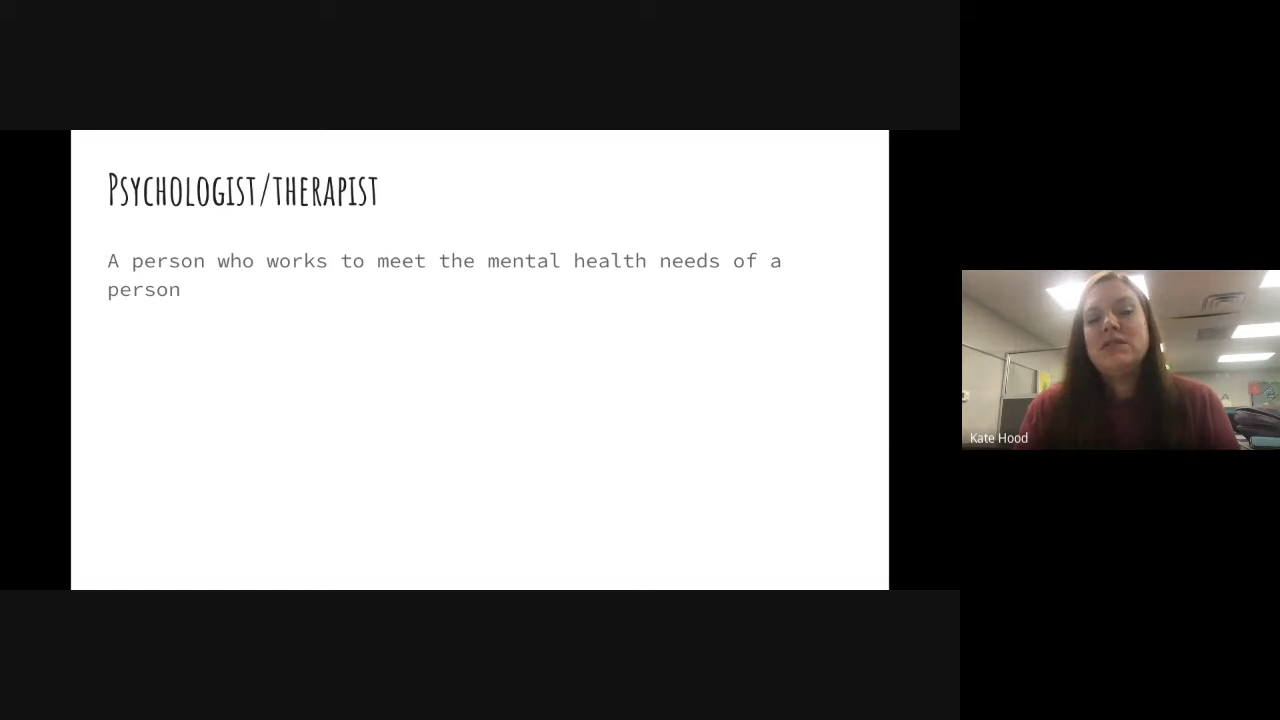 Psychologist/therapist
A person who works to meet the mental health needs of a
person
Kate Hood